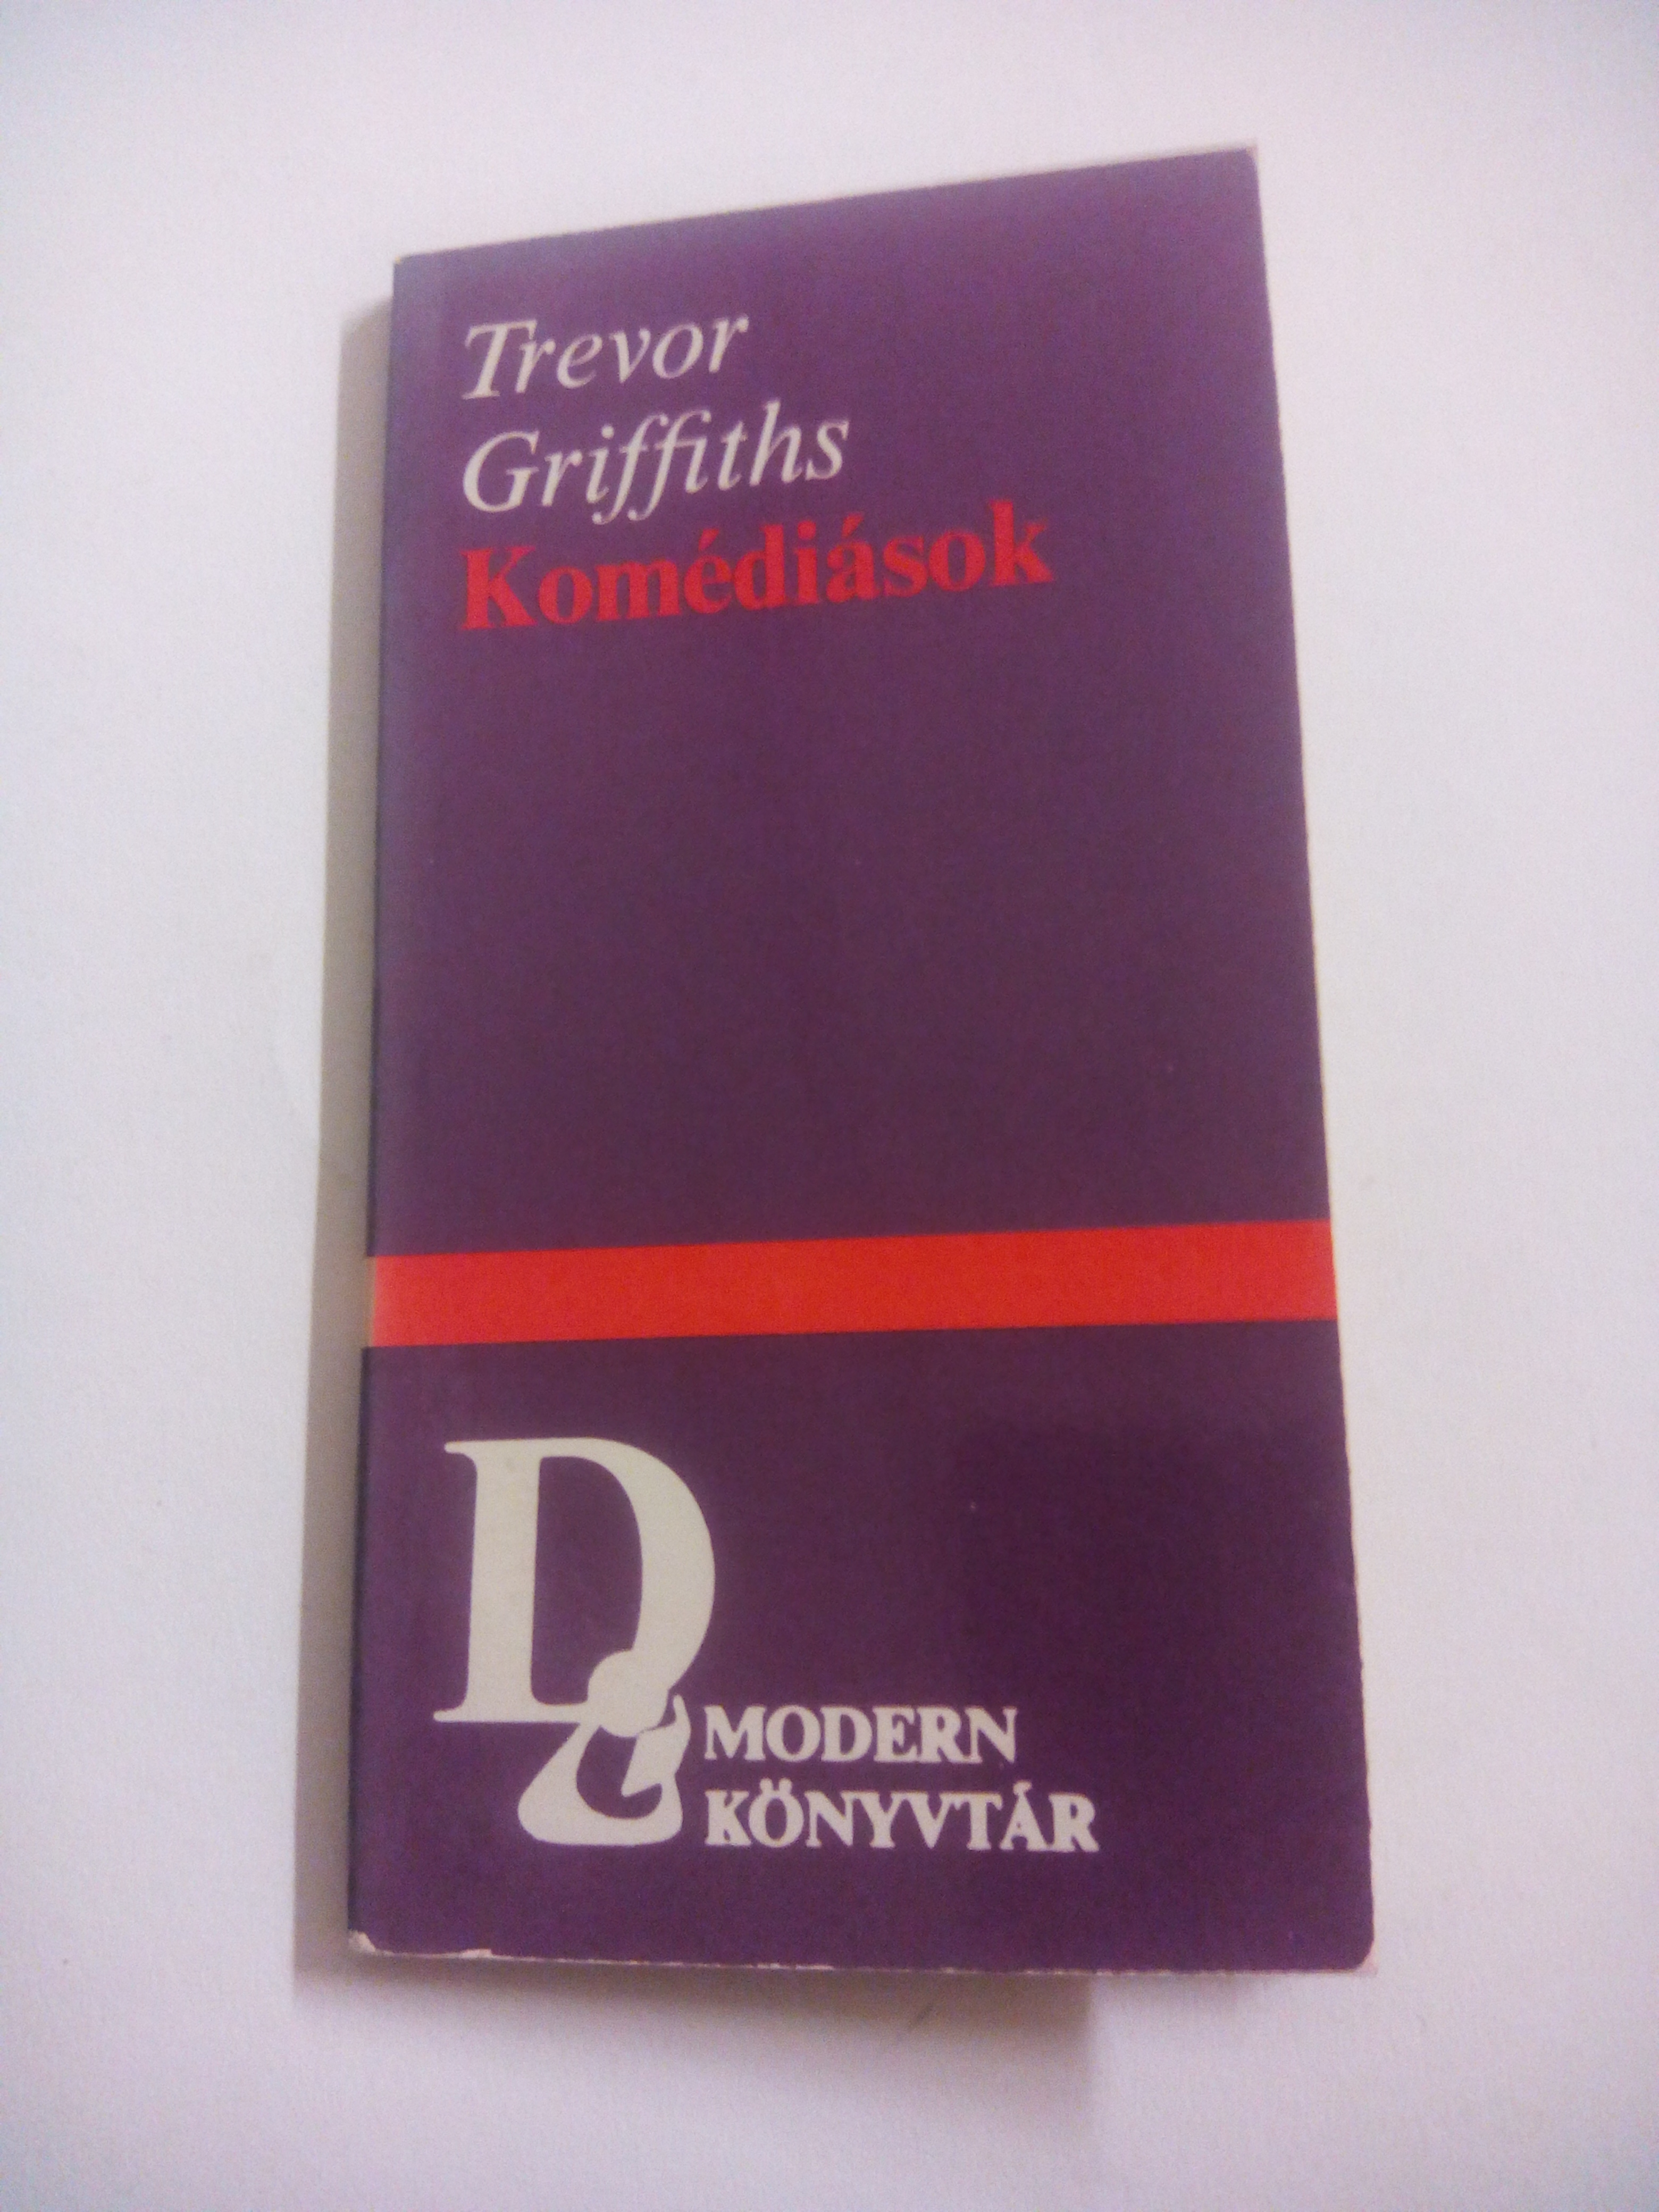 Trevor
Griffiths
Komédiások
D
MODERN
KÖNYVTÁR